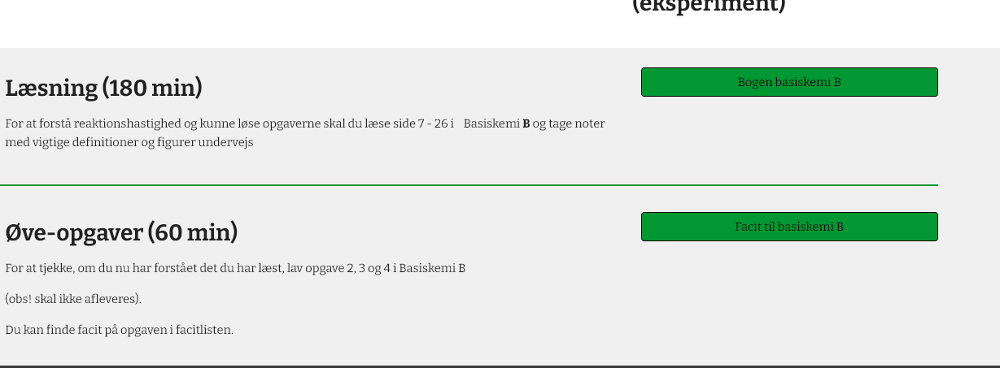 (eksperiment)
Læsning (180 min)
Bogen basiskemi B
For at forstå reaktionshastighed og kunne løse opgaverne skal du læse side 7 - 26 i Basiskemi B og tage noter
med vigtige definitioner og figurer undervejs
Øve-opgaver (60 min)
Facit til basiskemi B
For at tjekke, om du nu har forstået det du har læst, lav opgave 2, 3 og 4 i Basiskemi B
(obs! skal ikke afleveres).
Du kan finde facit på opgaven i facitlisten.